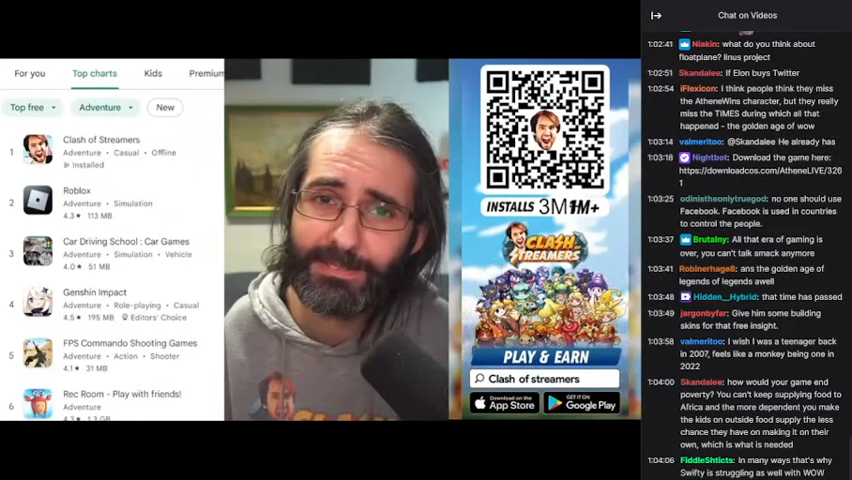 For you
Top charts
Kids
Premium
Top free
Adventure
New
1
Clash of Streamers
Adventure • Casual • Offline
Installed
2
Roblox
Adventure • Simulation
4.3★ 113 MB
3
Car Driving School : Car Games
Adventure • Simulation • Vehicle
4.0★ 51 MB
4
Genshin Impact
Adventure • Role-playing • Casual
4.5★ 195 MB Editors' Choice
5
FPS Commando Shooting Games
Adventure • Action • Shooter
4.1★ 31 MB
6
Rec Room - Play with friends!
Adventure
4.3★ 1.3 GB
INSTALLS 3M
CLASH OF
STREAMERS
PLAY & EARN
Clash of streamers
Download on the
App Store
GET IT ON
Google Play
Chat on Videos
1:02:41 Niakin: what do you think about
floatplane? linus project
1:02:51 Skandalee: If Elon buys Twitter
1:02:54 iFlexicon: I think people think they miss
the AtheneWins character, but they really
miss the TIMES during which all that
happened - the golden age of wow
1:03:14 valmeritoo: @Skandalee He already has
1:03:18 Nightbot: Download the game here:
https://downloadcos.com/AtheneLIVE/326
1
1:03:25 odinistheonlytruegod: no one should use
Facebook. Facebook is used in countries
to control the people.
1:03:37 Brutalny: All that era of gaming is
over, you can't talk smack anymore
1:03:41 Robinerhage8: ans the golden age of
legends of legends awell
1:03:48 Hidden__Hybrid: that time has passed
1:03:49 jargonbyfar: Give him some building
skins for that free insight.
1:03:58 valmeritoo: I wish I was a teenager back
in 2007, feels like a monkey being one in
2022
1:04:00 Skandalee: how would your game end
poverty? You can't keep supplying food to
Africa and the more dependent you make
the kids on outside food supply the less
chance they have on making it on their
own, which is what is needed
1:04:06 FiddleShticts: In many ways that's why
Swifty is struggling as well with WOW